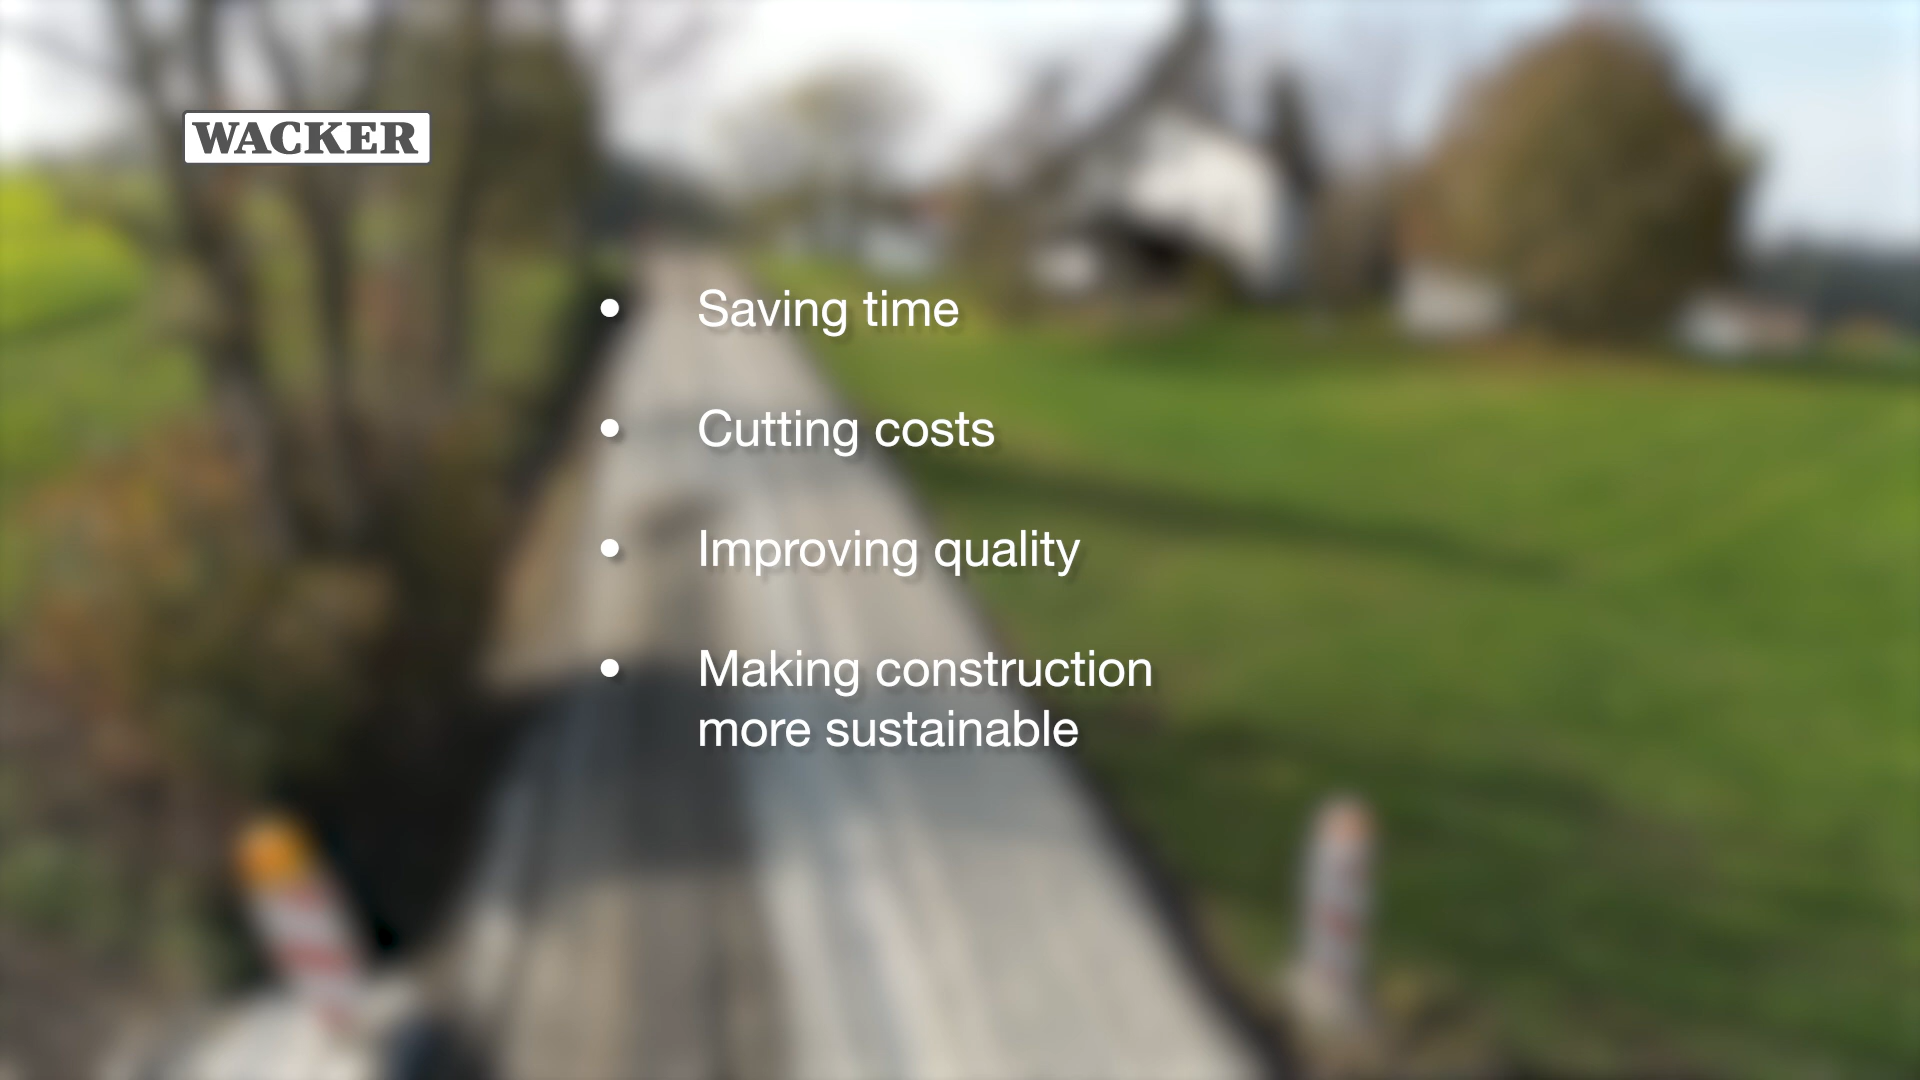 WACKER
• Saving time
• Cutting costs
• Improving quality
• Making construction
more sustainable